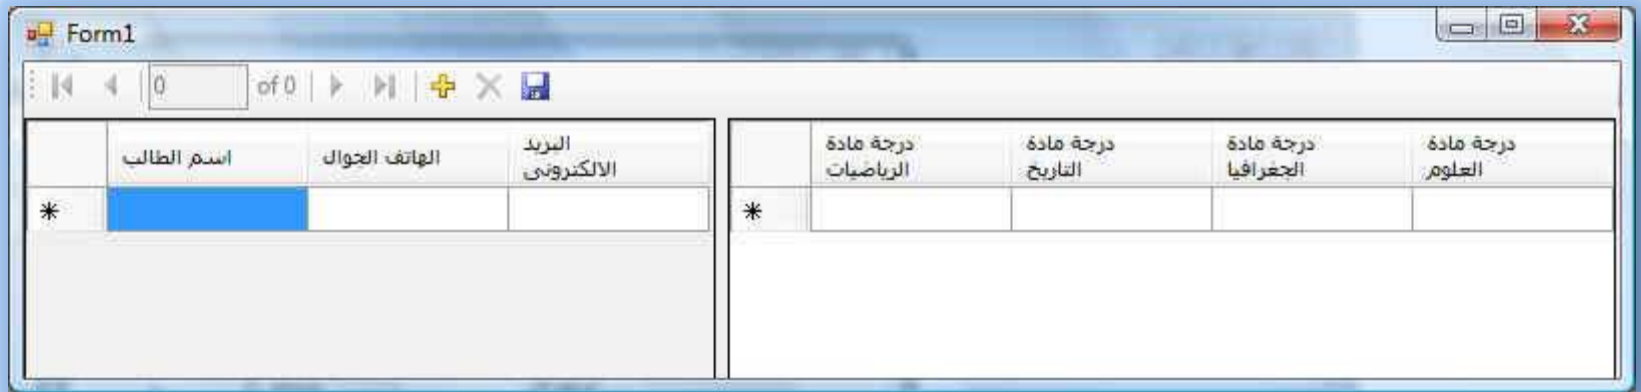 Form1
0 of 0
اسم الطالب
الهاتف الجوال
البريد
الالكترونى
درجة مادة
الرياضيات
درجة مادة
التاريخ
درجة مادة
الجغرافيا
درجة مادة
العلوم